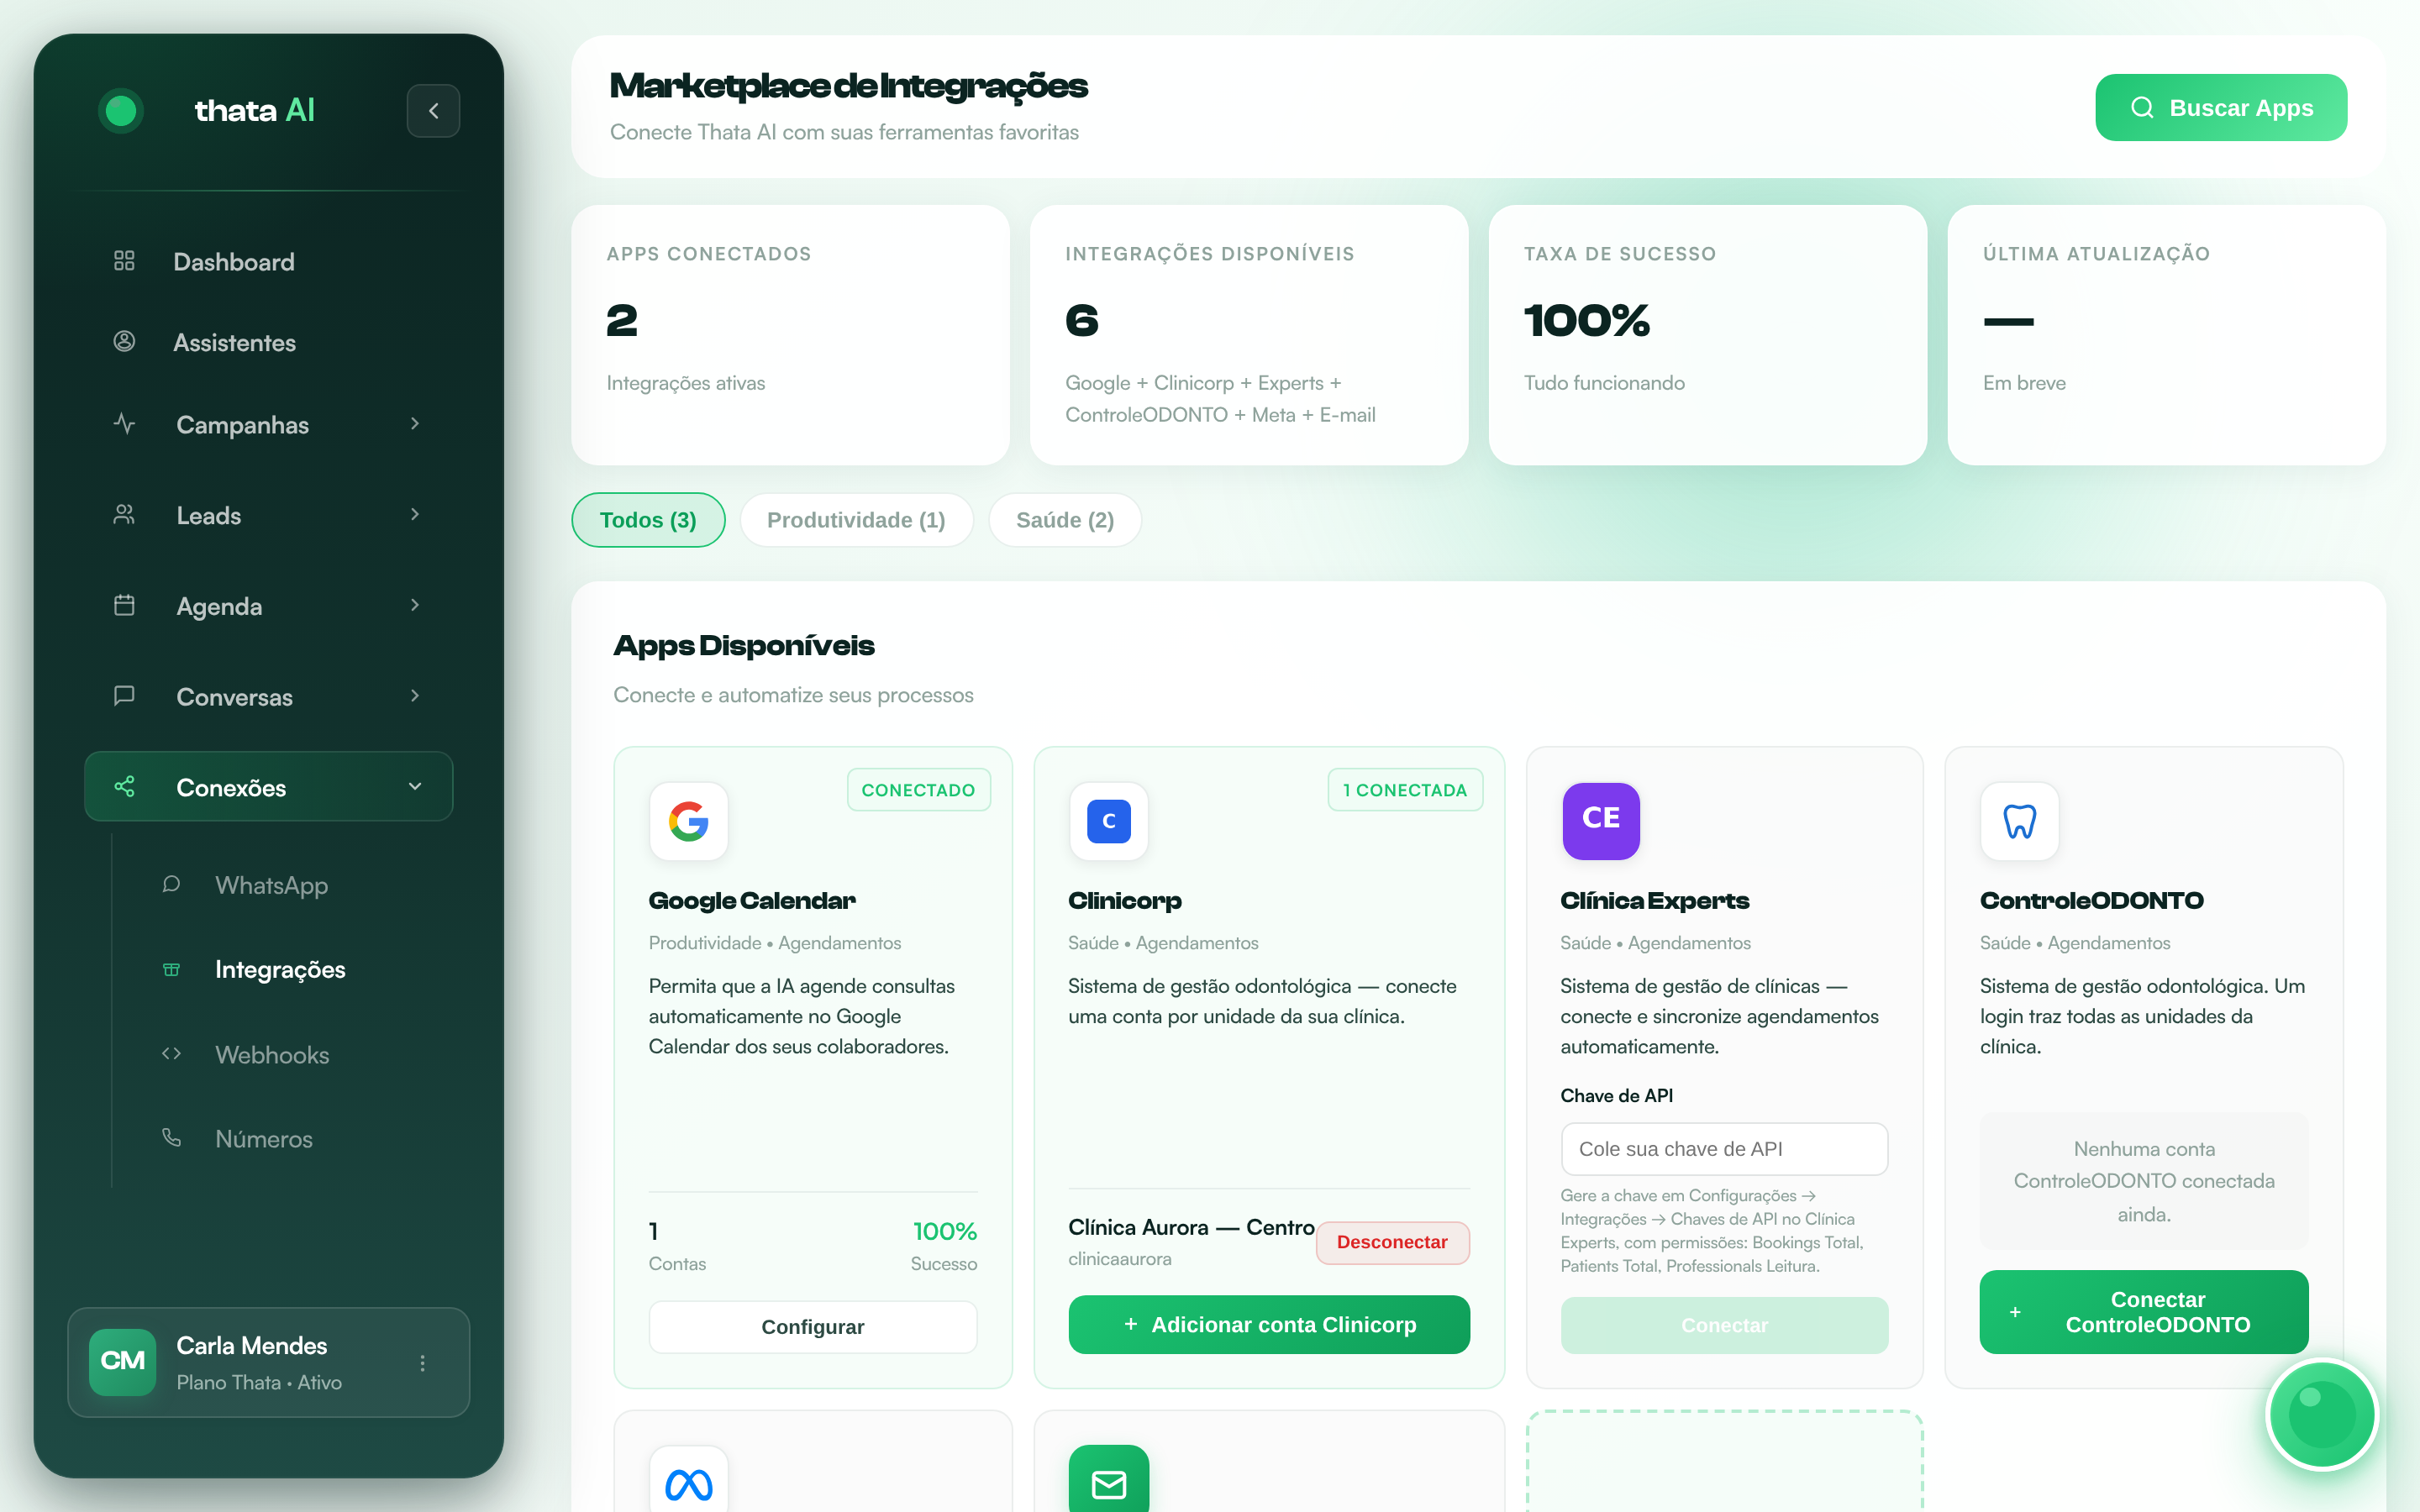 thata AI
Dashboard
Assistentes
Campanhas
Leads
Agenda
Conversas
Conexões
WhatsApp
Integrações
Webhooks
Números
CM
Carla Mendes
Plano Thata · Ativo
Marketplace de Integrações
Conecte Thata AI com suas ferramentas favoritas
Buscar Apps
APPS CONECTADOS
2
Integrações ativas
INTEGRAÇÕES DISPONÍVEIS
6
Google + Clinicorp + Experts +
ControleODONTO + Meta + E-mail
TAXA DE SUCESSO
100%
Tudo funcionando
ÚLTIMA ATUALIZAÇÃO
—
Em breve
Todos (3)
Produtividade (1)
Saúde (2)
Apps Disponíveis
Conecte e automatize seus processos
CONECTADO
Google Calendar
Produtividade • Agendamentos
Permita que a IA agende consultas
automaticamente no Google
Calendar dos seus colaboradores.
1
Contas
100%
Sucesso
Configurar
1 CONECTADA
C
Clinicorp
Saúde • Agendamentos
Sistema de gestão odontológica — conecte
uma conta por unidade da sua clínica.
Clínica Aurora — Centro
clinicaaurora
Desconectar
+ Adicionar conta Clinicorp
CE
Clínica Experts
Saúde • Agendamentos
Sistema de gestão de clínicas —
conecte e sincronize agendamentos
automaticamente.
Chave de API
Cole sua chave de API
Gere a chave em Configurações →
Integrações → Chaves de API no Clínica
Experts, com permissões: Bookings Total,
Patients Total, Professionals Leitura.
Conectar
ControleODONTO
Saúde • Agendamentos
Sistema de gestão odontológica. Um
login traz todas as unidades da
clínica.
Nenhuma conta
ControleODONTO conectada
ainda.
+ Conectar
ControleODONTO